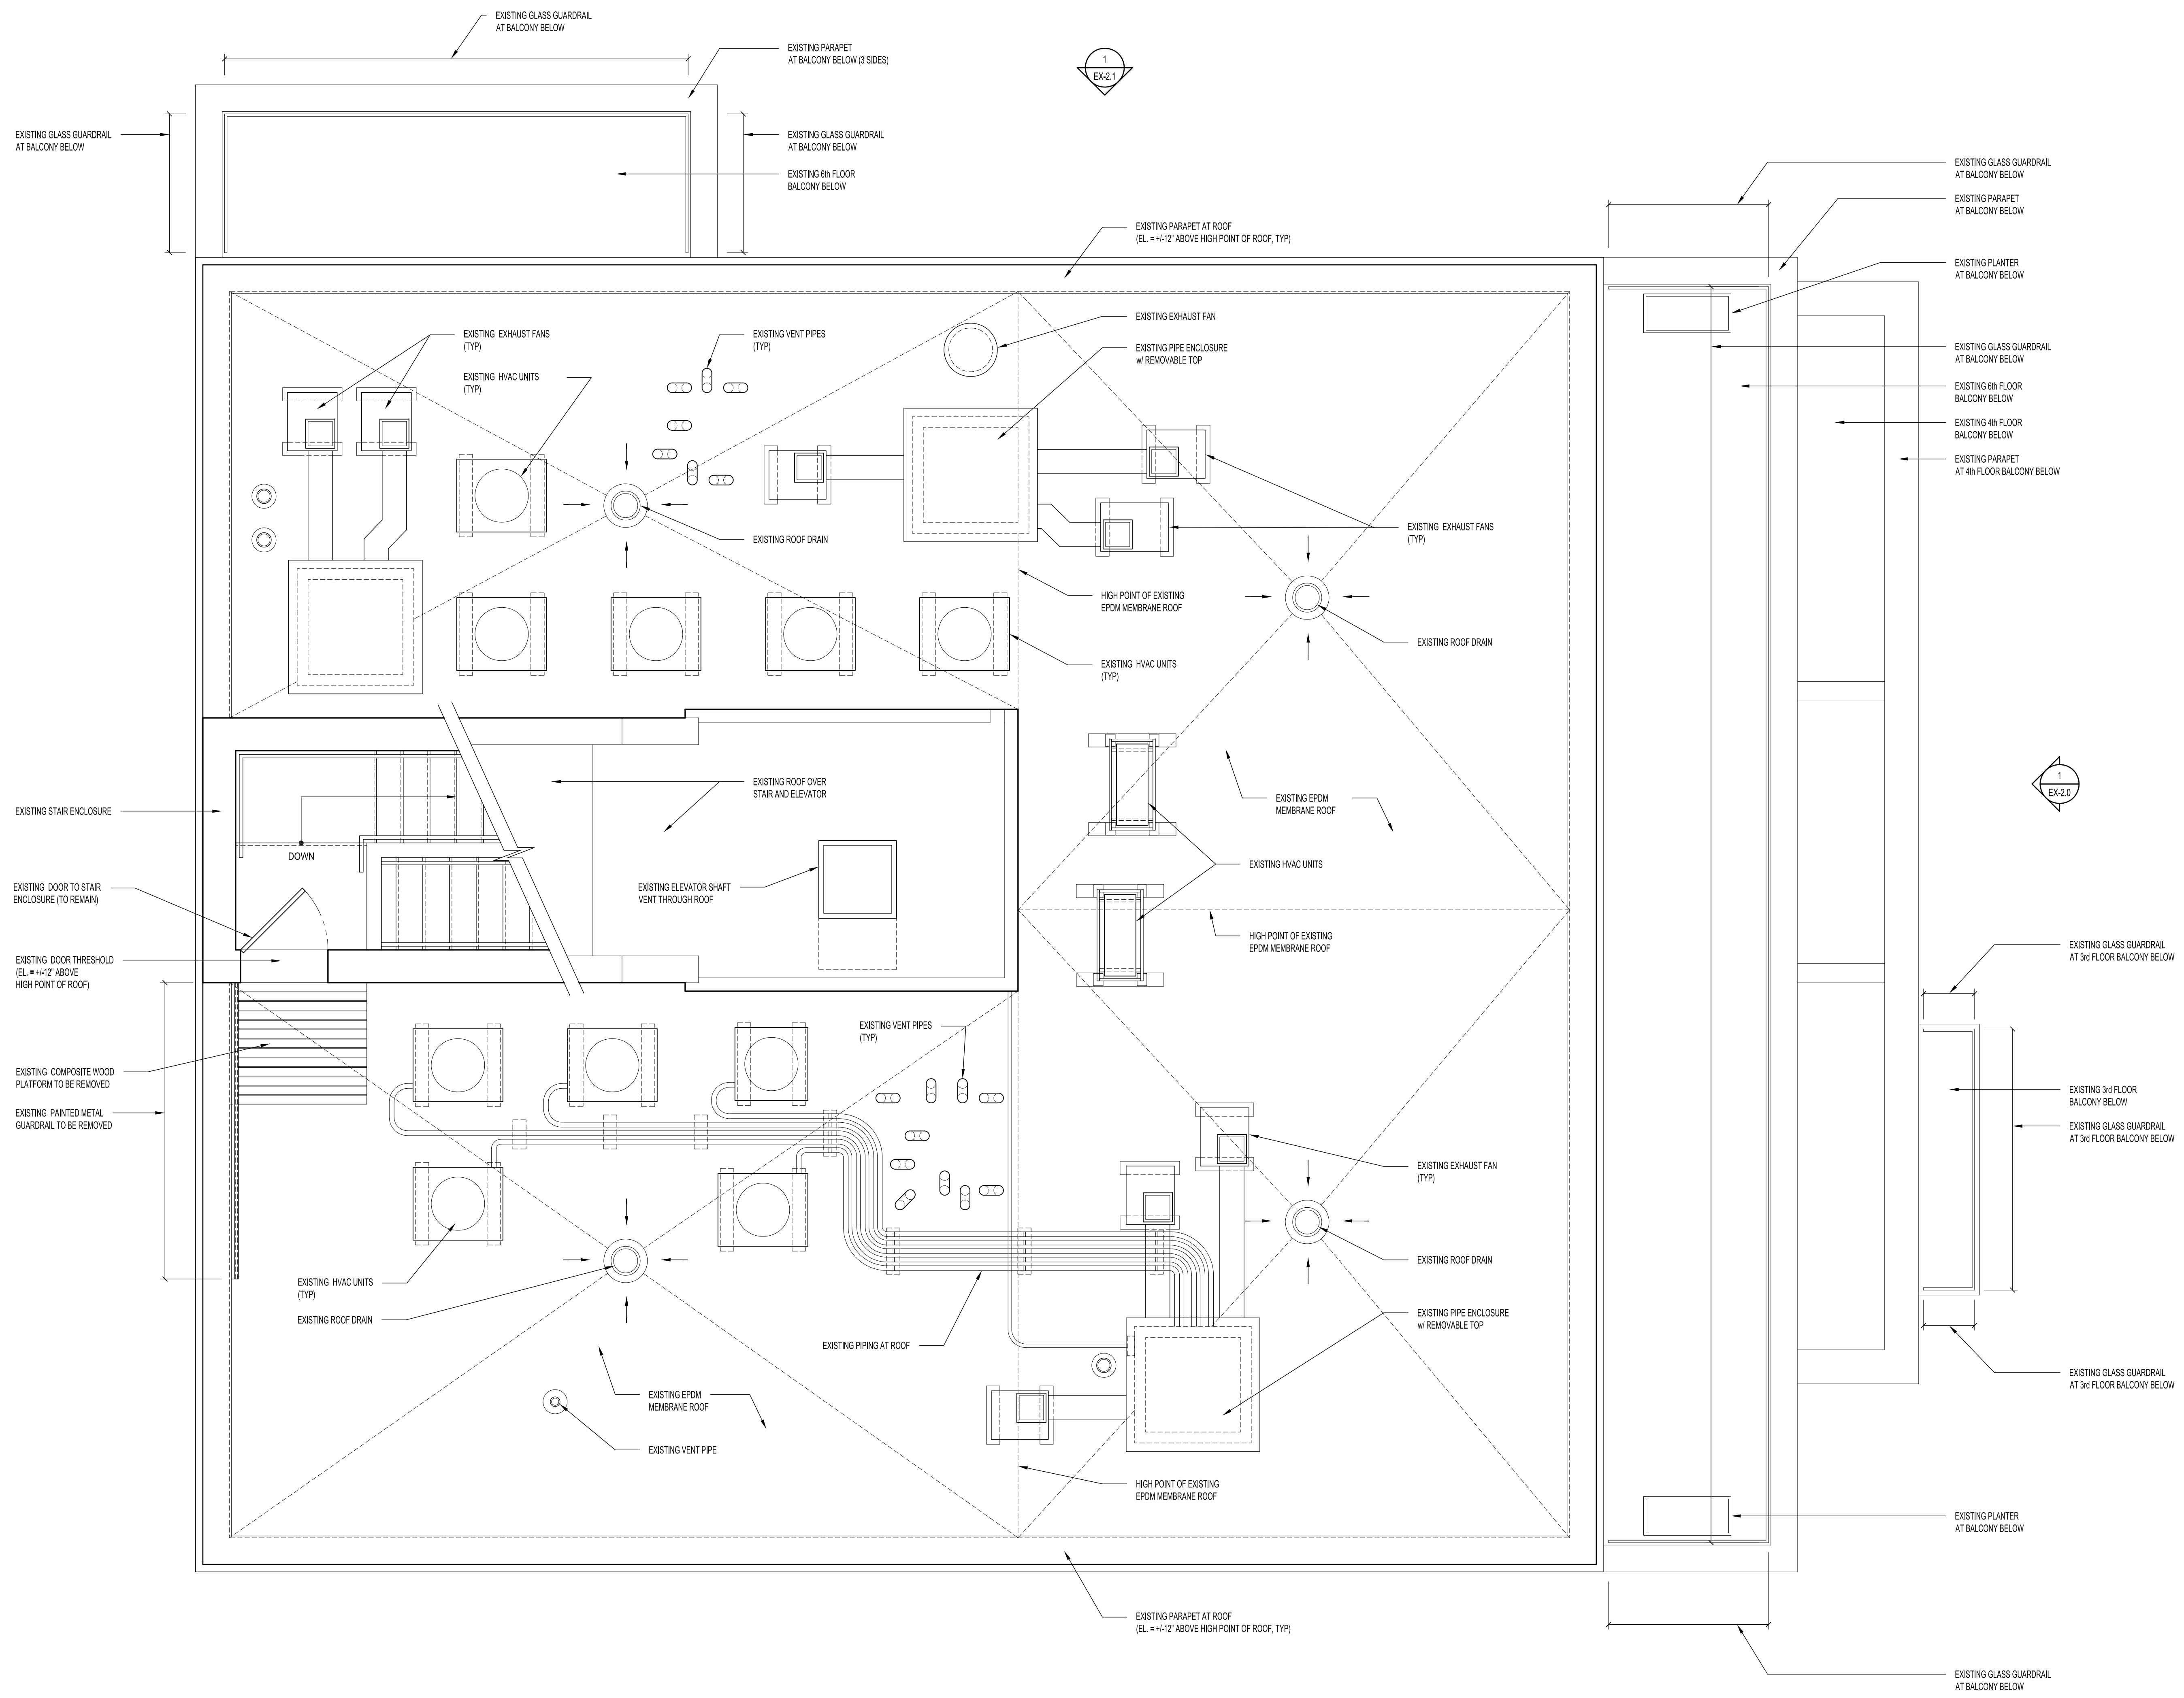 EXISTING GLASS GUARDRAIL
AT BALCONY BELOW
EXISTING PARAPET
AT BALCONY BELOW (3 SIDES)
1
EX-2.1
EXISTING GLASS GUARDRAIL
AT BALCONY BELOW
EXISTING GLASS GUARDRAIL
AT BALCONY BELOW
EXISTING 6th FLOOR
BALCONY BELOW
EXISTING GLASS GUARDRAIL
AT BALCONY BELOW
EXISTING PARAPET
AT BALCONY BELOW
EXISTING PARAPET AT ROOF
(EL. = +/-12" ABOVE HIGH POINT OF ROOF, TYP)
EXISTING PLANTER
AT BALCONY BELOW
EXISTING EXHAUST FANS
(TYP)
EXISTING VENT PIPES
(TYP)
EXISTING EXHAUST FAN
EXISTING PIPE ENCLOSURE
w/ REMOVABLE TOP
EXISTING GLASS GUARDRAIL
AT BALCONY BELOW
EXISTING HVAC UNITS
(TYP)
EXISTING 6th FLOOR
BALCONY BELOW
EXISTING 4th FLOOR
BALCONY BELOW
EXISTING PARAPET
AT 4th FLOOR BALCONY BELOW
EXISTING ROOF DRAIN
EXISTING EXHAUST FANS
(TYP)
HIGH POINT OF EXISTING
EPDM MEMBRANE ROOF
EXISTING ROOF DRAIN
EXISTING HVAC UNITS
(TYP)
EXISTING ROOF OVER
STAIR AND ELEVATOR
EXISTING EPDM
MEMBRANE ROOF
1
EX-2.0
EXISTING STAIR ENCLOSURE
DOWN
EXISTING HVAC UNITS
EXISTING DOOR TO STAIR
ENCLOSURE (TO REMAIN)
EXISTING ELEVATOR SHAFT
VENT THROUGH ROOF
HIGH POINT OF EXISTING
EPDM MEMBRANE ROOF
EXISTING GLASS GUARDRAIL
AT 3rd FLOOR BALCONY BELOW
EXISTING DOOR THRESHOLD
(EL. = +/-12" ABOVE
HIGH POINT OF ROOF)
EXISTING VENT PIPES
(TYP)
EXISTING COMPOSITE WOOD
PLATFORM TO BE REMOVED
EXISTING 3rd FLOOR
BALCONY BELOW
EXISTING PAINTED METAL
GUARDRAIL TO BE REMOVED
EXISTING GLASS GUARDRAIL
AT 3rd FLOOR BALCONY BELOW
EXISTING EXHAUST FAN
(TYP)
EXISTING ROOF DRAIN
EXISTING HVAC UNITS
(TYP)
EXISTING ROOF DRAIN
EXISTING PIPE ENCLOSURE
w/ REMOVABLE TOP
EXISTING PIPING AT ROOF
EXISTING GLASS GUARDRAIL
AT 3rd FLOOR BALCONY BELOW
EXISTING EPDM
MEMBRANE ROOF
EXISTING VENT PIPE
HIGH POINT OF EXISTING
EPDM MEMBRANE ROOF
EXISTING PLANTER
AT BALCONY BELOW
EXISTING PARAPET AT ROOF
(EL. = +/-12" ABOVE HIGH POINT OF ROOF, TYP)
EXISTING GLASS GUARDRAIL
AT BALCONY BELOW